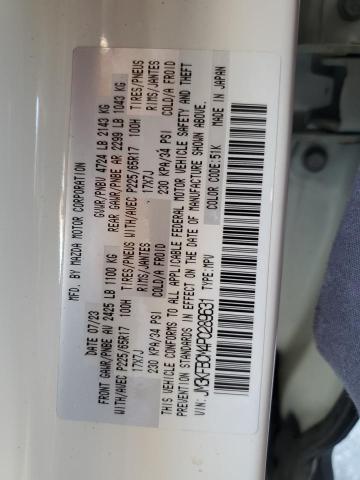 MFD. BY MAZDA MOTOR CORPORATION
DATE 07/23 GVWR/PNBV 4724 LB 2143 KG
FRONT GAWR/PNBE AV 2425 LB 1100 KG REAR GAWR/PNBE AR 2299 LB 1043 KG
WITH/AVEC P225/65R17 100H TIRES/PNEUS WITH/AVEC P225/65R17 100H TIRES/PNEUS
17X7J RIMS/JANTES 17X7J RIMS/JANTES
230 KPA/34 PSI COLD/A FROID 230 KPA/34 PSI COLD/A FROID
THIS VEHICLE CONFORMS TO ALL APPLICABLE FEDERAL MOTOR VEHICLE SAFETY AND THEFT
PREVENTION STANDARDS IN EFFECT ON THE DATE OF MANUFACTURE SHOWN ABOVE.
VIN: JM3KFBCM4P0289631 TYPE: MPV COLOR: 51K MADE IN JAPAN